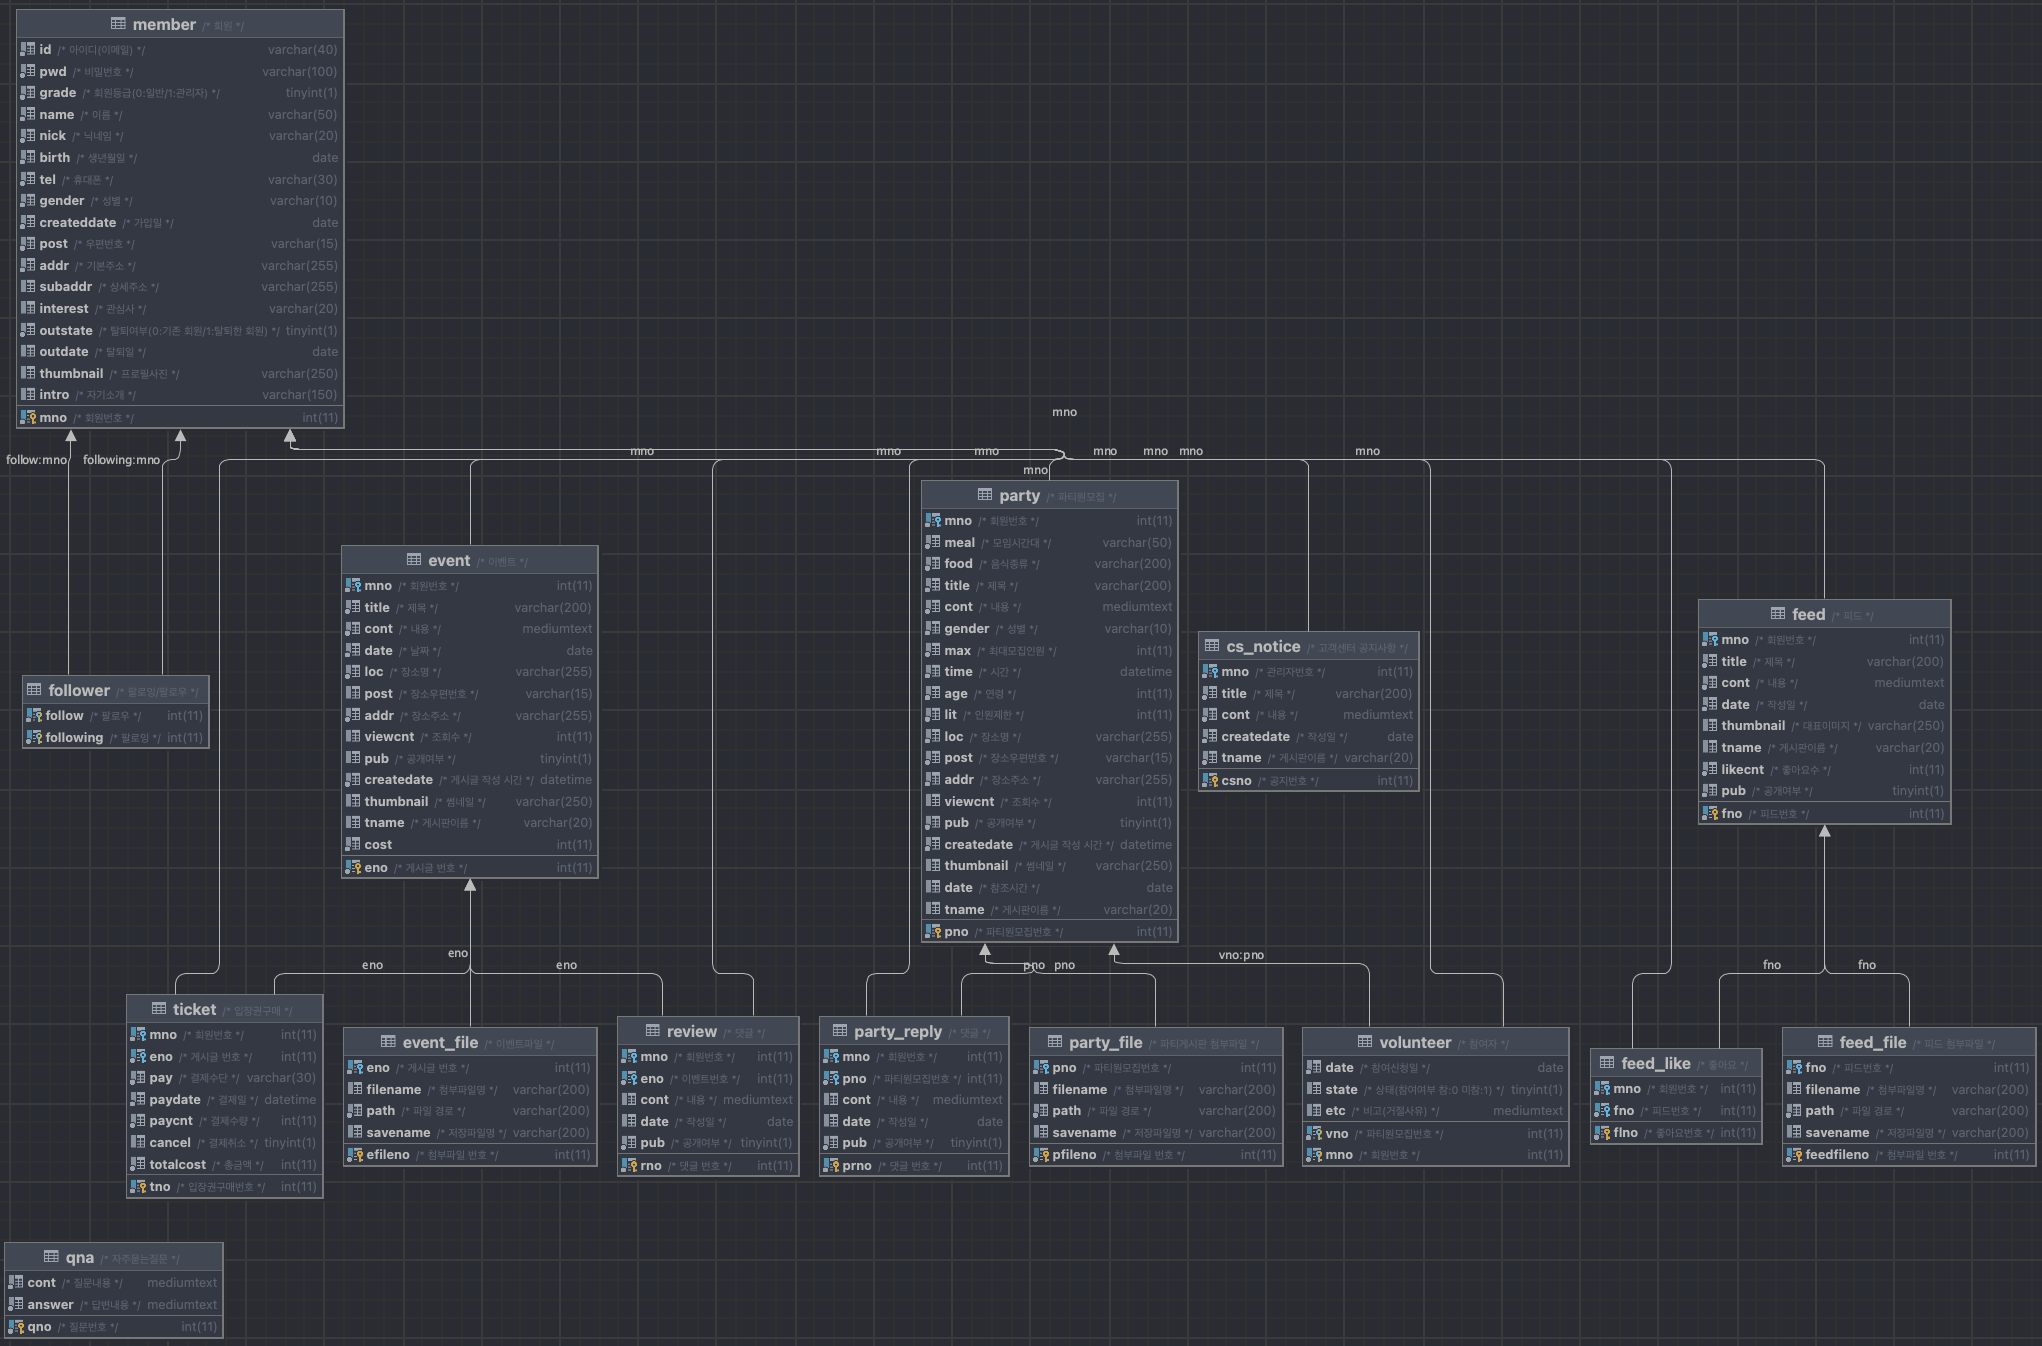 member /* 회원 */
id /* 아이디(이메일) */ varchar(40)
pwd /* 비밀번호 */ varchar(100)
grade /* 회원등급(0:일반/1:관리자) */ tinyint(1)
name /* 이름 */ varchar(50)
nick /* 닉네임 */ varchar(20)
birth /* 생년월일 */ date
tel /* 휴대폰 */ varchar(30)
gender /* 성별 */ varchar(10)
createddate /* 가입일 */ date
post /* 우편번호 */ varchar(15)
addr /* 기본주소 */ varchar(255)
subaddr /* 상세주소 */ varchar(255)
interest /* 관심사 */ varchar(20)
outstate /* 탈퇴여부(0:기존 회원/1:탈퇴한 회원) */ tinyint(1)
outdate /* 탈퇴일 */ date
thumbnail /* 프로필사진 */ varchar(250)
intro /* 자기소개 */ varchar(150)
mno /* 회원번호 */ int(11)
mno
follow:mno
following:mno
mno
mno
mno
mno
mno
mno
mno
mno
party /* 파티원모집 */
mno /* 회원번호 */ int(11)
meal /* 모임시간대 */ varchar(50)
food /* 음식종류 */ varchar(200)
title /* 제목 */ varchar(200)
cont /* 내용 */ mediumtext
gender /* 성별 */ varchar(10)
max /* 최대모집인원 */ int(11)
time /* 시간 */ datetime
age /* 연령 */ int(11)
lit /* 인원제한 */ int(11)
loc /* 장소명 */ varchar(255)
post /* 장소우편번호 */ varchar(15)
addr /* 장소주소 */ varchar(255)
viewcnt /* 조회수 */ int(11)
pub /* 공개여부 */ tinyint(1)
createdate /* 게시글 작성 시간 */ datetime
thumbnail /* 썸네일 */ varchar(250)
date /* 참조시간 */ date
tname /* 게시판이름 */ varchar(20)
pno /* 파티원모집번호 */ int(11)
event /* 이벤트 */
mno /* 회원번호 */ int(11)
title /* 제목 */ varchar(200)
cont /* 내용 */ mediumtext
date /* 날짜 */ date
loc /* 장소명 */ varchar(255)
post /* 장소우편번호 */ varchar(15)
addr /* 장소주소 */ varchar(255)
viewcnt /* 조회수 */ int(11)
pub /* 공개여부 */ tinyint(1)
createdate /* 게시글 작성 시간 */ datetime
thumbnail /* 썸네일 */ varchar(250)
tname /* 게시판이름 */ varchar(20)
cost int(11)
eno /* 게시글 번호 */ int(11)
cs_notice /* 고객센터 공지사항 */
mno /* 관리자번호 */ int(11)
title /* 제목 */ varchar(200)
cont /* 내용 */ mediumtext
createdate /* 작성일 */ date
tname /* 게시판이름 */ varchar(20)
csno /* 공지번호 */ int(11)
feed /* 피드 */
mno /* 회원번호 */ int(11)
title /* 제목 */ varchar(200)
cont /* 내용 */ mediumtext
date /* 작성일 */ date
thumbnail /* 대표이미지 */ varchar(250)
tname /* 게시판이름 */ varchar(20)
likecnt /* 좋아요수 */ int(11)
pub /* 공개여부 */ tinyint(1)
fno /* 피드번호 */ int(11)
follower /* 팔로잉/팔로우 */
follow /* 팔로우 */ int(11)
following /* 팔로잉 */ int(11)
eno
eno
eno
pno
pno
vno:pno
fno
fno
ticket /* 입장권구매 */
mno /* 회원번호 */ int(11)
eno /* 게시글 번호 */ int(11)
pay /* 결제수단 */ varchar(30)
paydate /* 결제일 */ datetime
paycnt /* 결제수량 */ int(11)
cancel /* 결제취소 */ tinyint(1)
totalcost /* 총금액 */ int(11)
tno /* 입장권구매번호 */ int(11)
event_file /* 이벤트파일 */
eno /* 게시글 번호 */ int(11)
filename /* 첨부파일명 */ varchar(200)
path /* 파일 경로 */ varchar(200)
savename /* 저장파일명 */ varchar(200)
efileno /* 첨부파일 번호 */ int(11)
review /* 댓글 */
mno /* 회원번호 */ int(11)
eno /* 이벤트번호 */ int(11)
cont /* 내용 */ mediumtext
date /* 작성일 */ date
pub /* 공개여부 */ tinyint(1)
rno /* 댓글 번호 */ int(11)
party_reply /* 댓글 */
mno /* 회원번호 */ int(11)
pno /* 파티원모집번호 */ int(11)
cont /* 내용 */ mediumtext
date /* 작성일 */ date
pub /* 공개여부 */ tinyint(1)
prno /* 댓글 번호 */ int(11)
party_file /* 파티게시판 첨부파일 */
pno /* 파티원모집번호 */ int(11)
filename /* 첨부파일명 */ varchar(200)
path /* 파일 경로 */ varchar(200)
savename /* 저장파일명 */ varchar(200)
pfileno /* 첨부파일 번호 */ int(11)
volunteer /* 참여자 */
date /* 참여신청일 */ date
state /* 상태(참여여부 참:0 미참:1) */ tinyint(1)
etc /* 비고(거절사유) */ mediumtext
vno /* 파티원모집번호 */ int(11)
mno /* 회원번호 */ int(11)
feed_like /* 좋아요 */
mno /* 회원번호 */ int(11)
fno /* 피드번호 */ int(11)
flno /* 좋아요번호 */ int(11)
feed_file /* 피드 첨부파일 */
fno /* 피드번호 */ int(11)
filename /* 첨부파일명 */ varchar(200)
path /* 파일 경로 */ varchar(200)
savename /* 저장파일명 */ varchar(200)
feedfileno /* 첨부파일 번호 */ int(11)
qna /* 자주묻는질문 */
cont /* 질문내용 */ mediumtext
answer /* 답변내용 */ mediumtext
qno /* 질문번호 */ int(11)